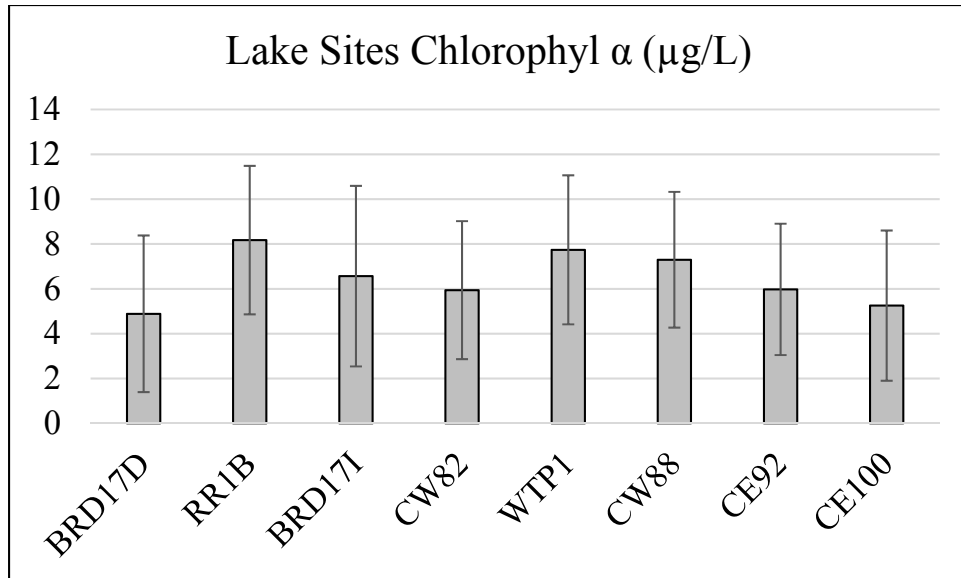 Lake Sites Chlorophyl α (µg/L)
14
12
10
8
6
4
2
0
BRD17D
RR1B
BRD17I
CW82
WTP1
CW88
CE92
CE100